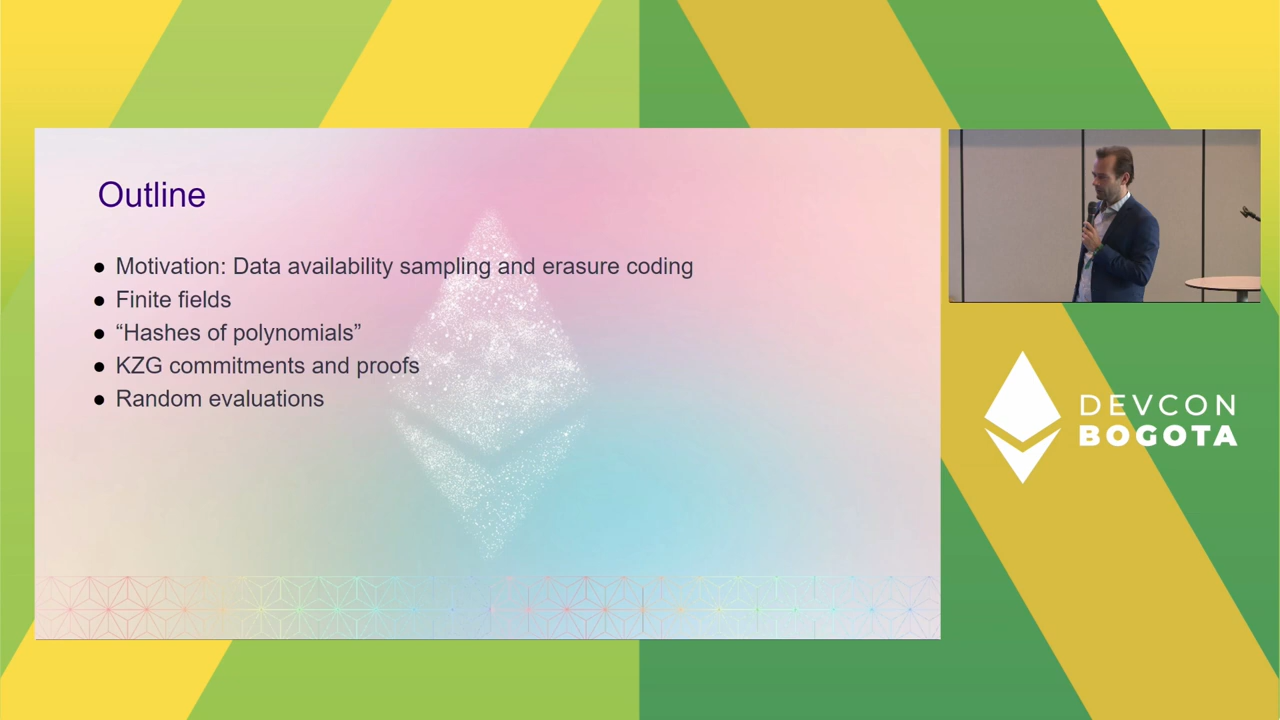 Outline
● Motivation: Data availability sampling and erasure coding
● Finite fields
● “Hashes of polynomials”
● KZG commitments and proofs
● Random evaluations
DEVCON
BOGOTA